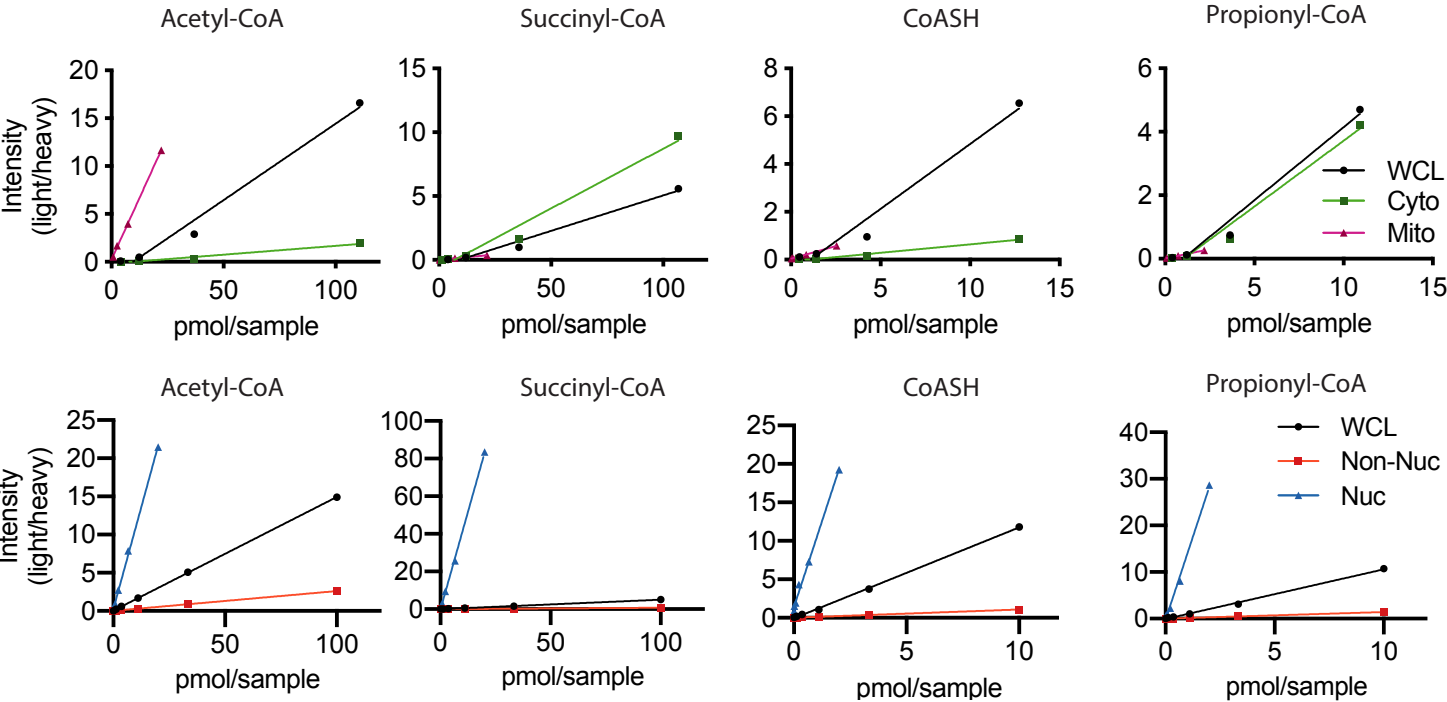 Acetyl-CoA
Succinyl-CoA
CoASH
Propionyl-CoA
Intensity
(light/heavy)
20
15
10
5
0
0 50 100
pmol/sample
15
10
5
0
0 50 100
pmol/sample
8
6
4
2
0
0 5 10 15
pmol/sample
6
4
2
0
0 5 10 15
pmol/sample
WCL
Cyto
Mito
Acetyl-CoA
Succinyl-CoA
CoASH
Propionyl-CoA
Intensity
(light/heavy)
25
20
15
10
5
0
0 50 100
pmol/sample
100
80
60
40
20
0
0 50 100
pmol/sample
25
20
15
10
5
0
0 5 10
pmol/sample
40
30
20
10
0
0 5 10
pmol/sample
WCL
Non-Nuc
Nuc